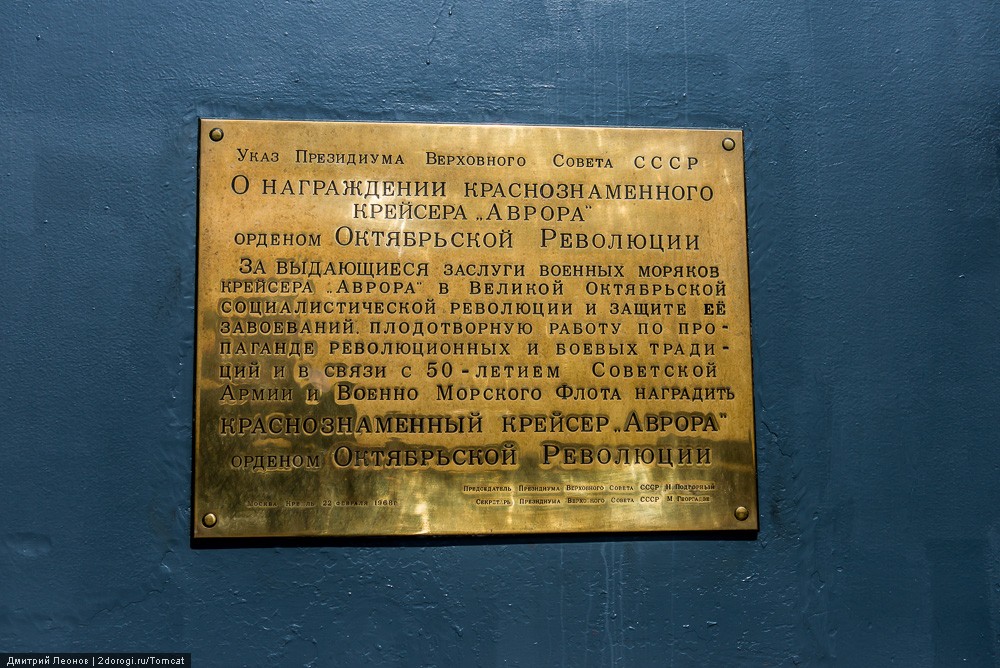 Указ Президиума Верховного Совета СССР
О награждении краснознаменного
крейсера „Аврора“
орденом Октябрьской Революции
За выдающиеся заслуги военных моряков
крейсера „Аврора“ в Великой Октябрьской
социалистической революции и защите её
завоеваний, плодотворную работу по про-
паганде революционных и боевых тради-
ций и в связи с 50-летием Советской
Армии и Военно Морского Флота наградить
краснознаменный крейсер „Аврора“
орденом Октябрьской Революции
Председатель Президиума Верховного Совета СССР Н. Подгорный
Секретарь Президиума Верховного Совета СССР М. Георгадзе
Москва Кремль 22 февраля 1968г
Дмитрий Леонов | 2dorogi.ru/Tomcat